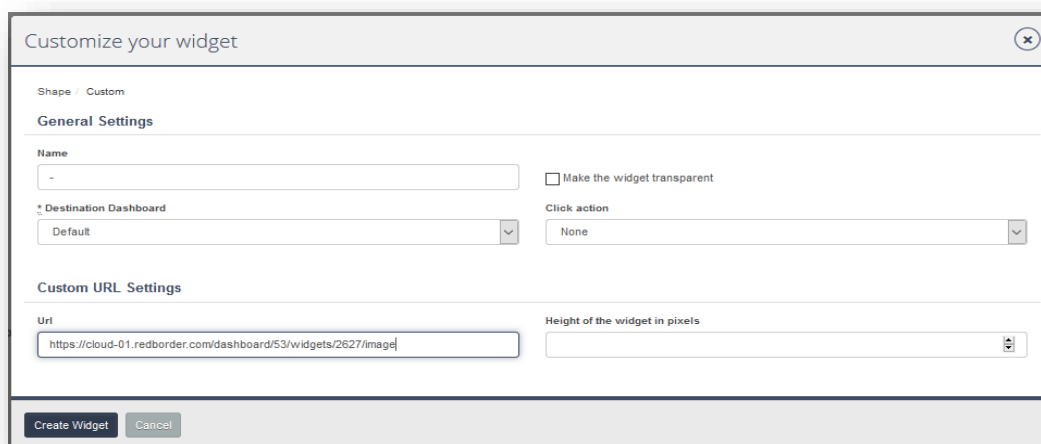 Customize your widget
Shape / Custom
General Settings
Name
-
Make the widget transparent
* Destination Dashboard
Click action
Default
None
Custom URL Settings
Url
Height of the widget in pixels
https://cloud-01.redborder.com/dashboard/53/widgets/2627/image
Create Widget
Cancel